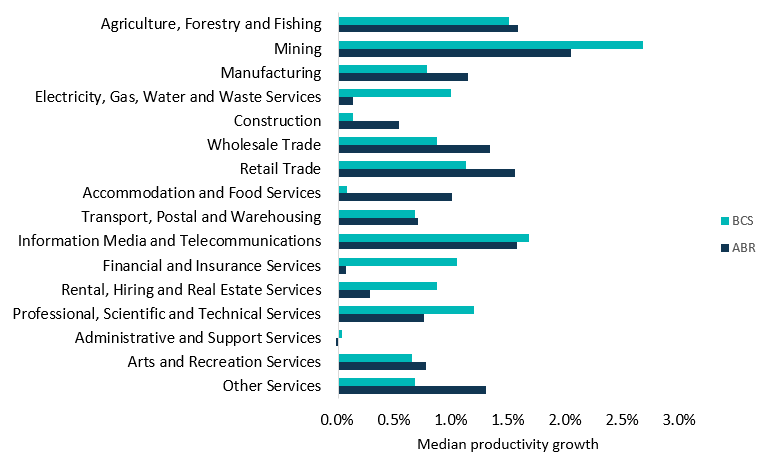 Agriculture, Forestry and Fishing
Mining
Manufacturing
Electricity, Gas, Water and Waste Services
Construction
Wholesale Trade
Retail Trade
Accommodation and Food Services
Transport, Postal and Warehousing
Information Media and Telecommunications
Financial and Insurance Services
Rental, Hiring and Real Estate Services
Professional, Scientific and Technical Services
Administrative and Support Services
Arts and Recreation Services
Other Services
BCS
ABR
0.0% 0.5% 1.0% 1.5% 2.0% 2.5% 3.0%
Median productivity growth